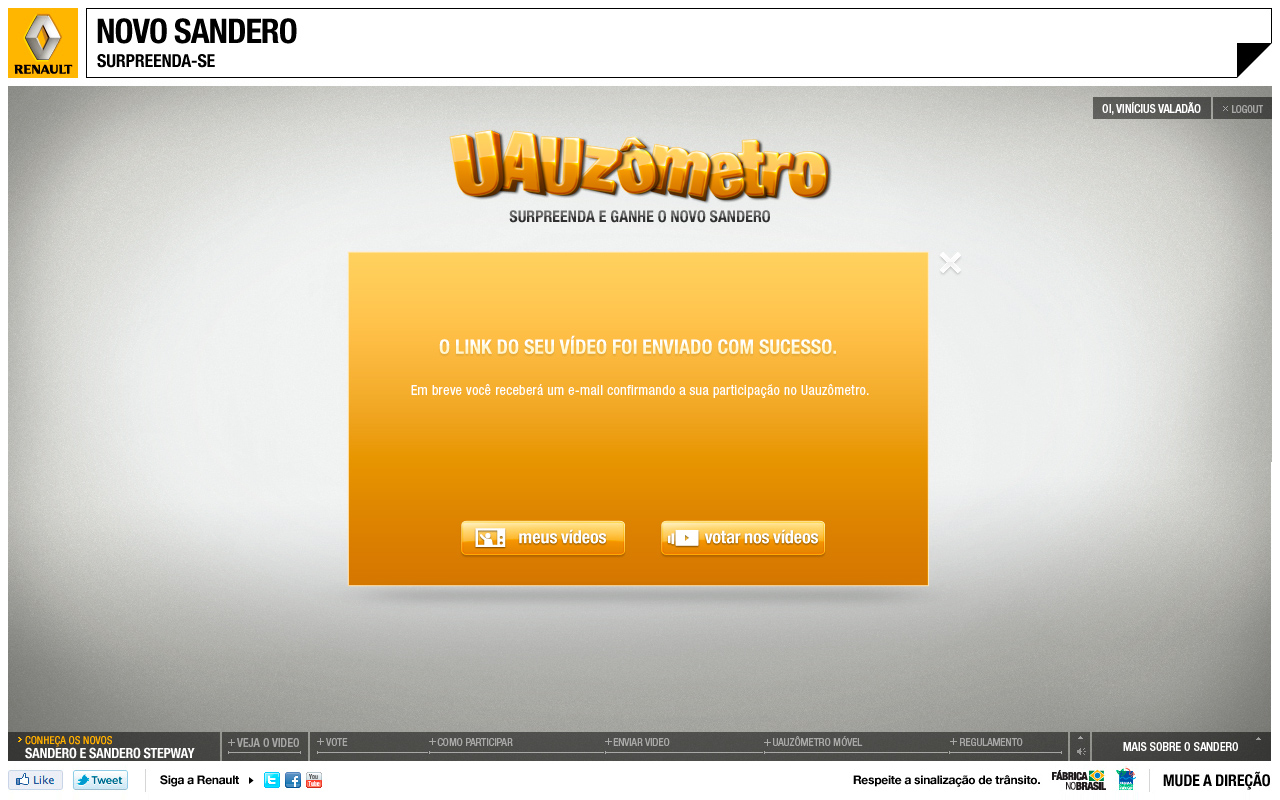 RENAULT
NOVO SANDERO
SURPREENDA-SE
OI, VINÍCIUS VALADÃO
LOGOUT
UAUzômetro
SURPREENDA E GANHE O NOVO SANDERO
O LINK DO SEU VÍDEO FOI ENVIADO COM SUCESSO.
Em breve você receberá um e-mail confirmando a sua participação no Uauzômetro.
meus vídeos
votar nos vídeos
CONHEÇA OS NOVOS
SANDERO E SANDERO STEPWAY
+ VEJA O VIDEO
+ VOTE
+ COMO PARTICIPAR
+ ENVIAR VIDEO
+ UAUZÔMETRO MÓVEL
+ REGULAMENTO
MAIS SOBRE O SANDERO
Like
Tweet
Siga a Renault
You
Tube
Respeite a sinalização de trânsito.
FÁBRICA
NO BRASIL
MUDE A DIREÇÃO